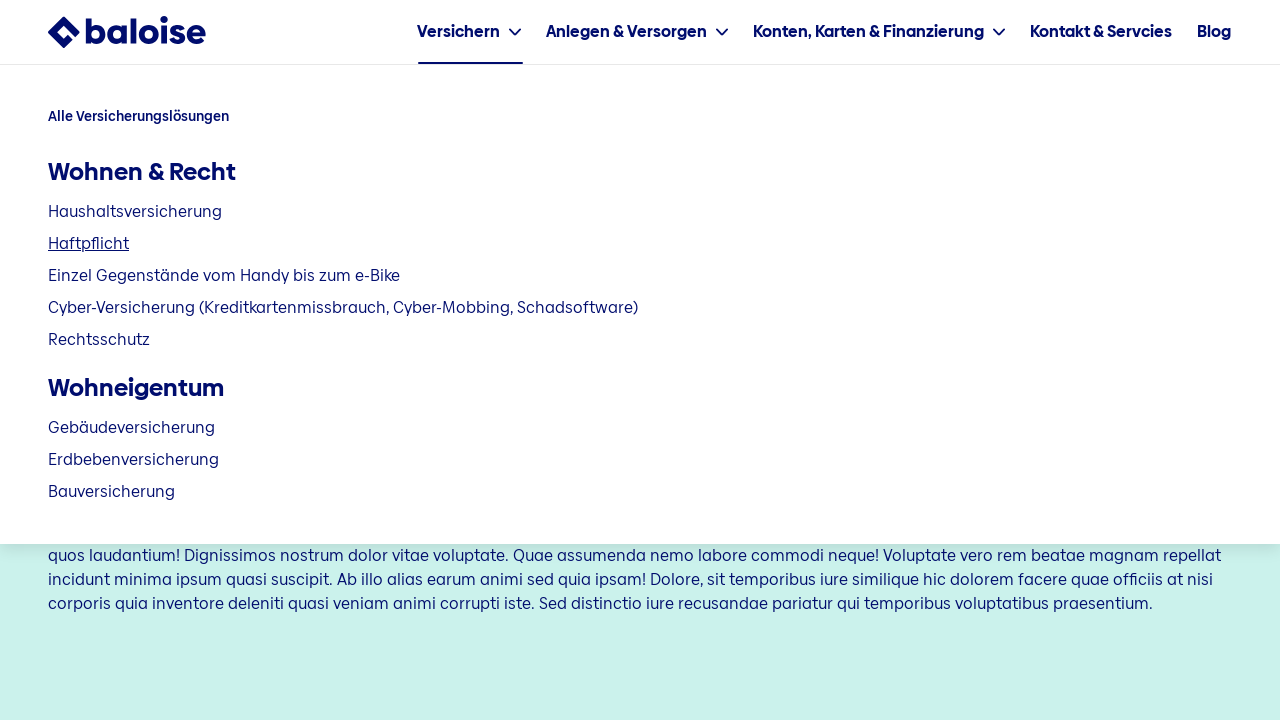 baloise
Versichern
Anlegen & Versorgen
Konten, Karten & Finanzierung
Kontakt & Servcies
Blog
Alle Versicherungslösungen
Wohnen & Recht
Haushaltsversicherung
Haftpflicht
Einzel Gegenstände vom Handy bis zum e-Bike
Cyber-Versicherung (Kreditkartenmissbrauch, Cyber-Mobbing, Schadsoftware)
Rechtsschutz
Wohneigentum
Gebäudeversicherung
Erdbebenversicherung
Bauversicherung
quos laudantium! Dignissimos nostrum dolor vitae voluptate. Quae assumenda nemo labore commodi neque! Voluptate vero rem beatae magnam repellat
incidunt minima ipsum quasi suscipit. Ab illo alias earum animi sed quia ipsam! Dolore, sit temporibus iure similique hic dolorem facere quae officiis at nisi
corporis quia inventore deleniti quasi veniam animi corrupti iste. Sed distinctio iure recusandae pariatur qui temporibus voluptatibus praesentium.